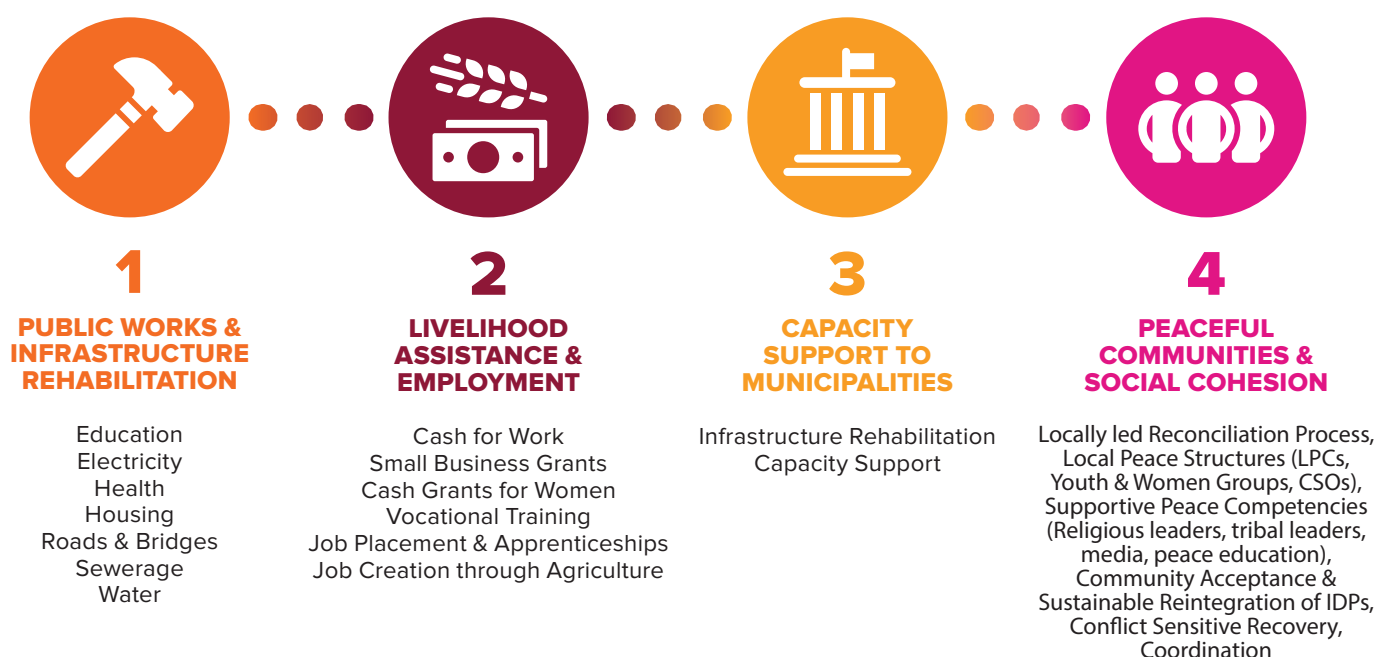 1
PUBLIC WORKS &
INFRASTRUCTURE
REHABILITATION
Education
Electricity
Health
Housing
Roads & Bridges
Sewerage
Water
2
LIVELIHOOD
ASSISTANCE &
EMPLOYMENT
Cash for Work
Small Business Grants
Cash Grants for Women
Vocational Training
Job Placement & Apprenticeships
Job Creation through Agriculture
3
CAPACITY
SUPPORT TO
MUNICIPALITIES
Infrastructure Rehabilitation
Capacity Support
4
PEACEFUL
COMMUNITIES &
SOCIAL COHESION
Locally led Reconciliation Process,
Local Peace Structures (LPCs,
Youth & Women Groups, CSOs),
Supportive Peace Competencies
(Religious leaders, tribal leaders,
media, peace education),
Community Acceptance &
Sustainable Reintegration of IDPs,
Conflict Sensitive Recovery,
Coordination